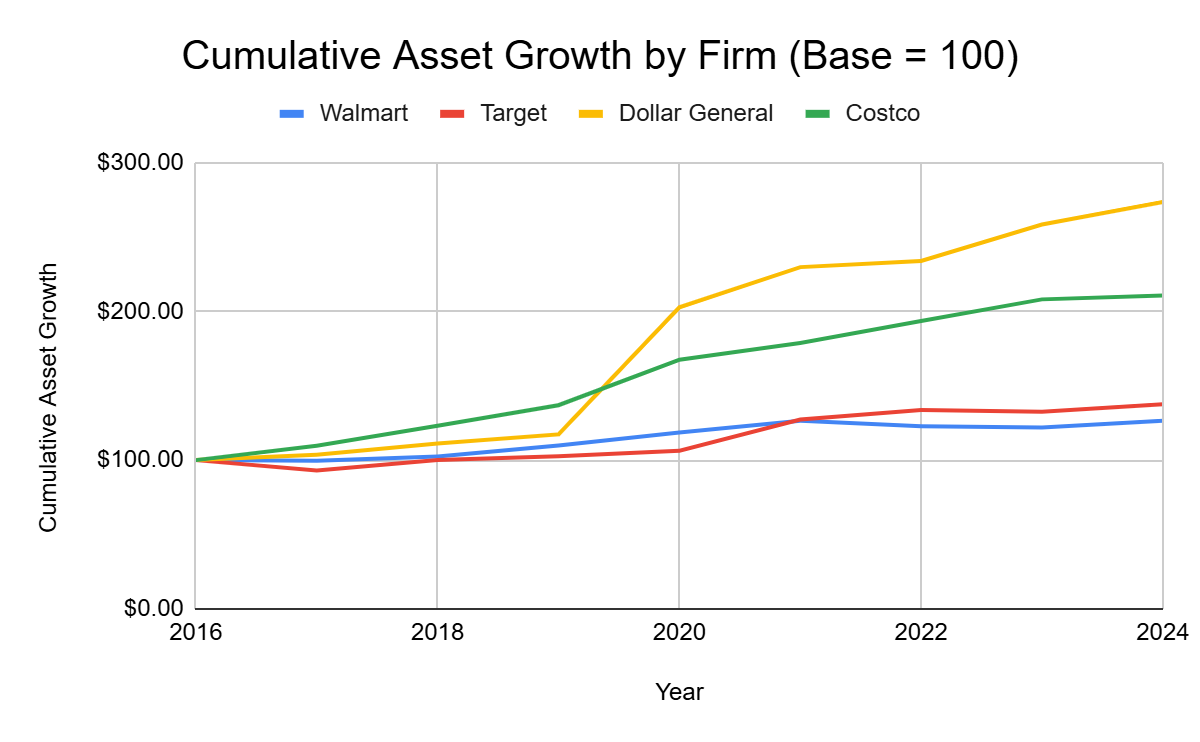 Cumulative Asset Growth by Firm (Base = 100)
Walmart Target Dollar General Costco
$300.00
$200.00
$100.00
$0.00
Cumulative Asset Growth
2016 2018 2020 2022 2024
Year